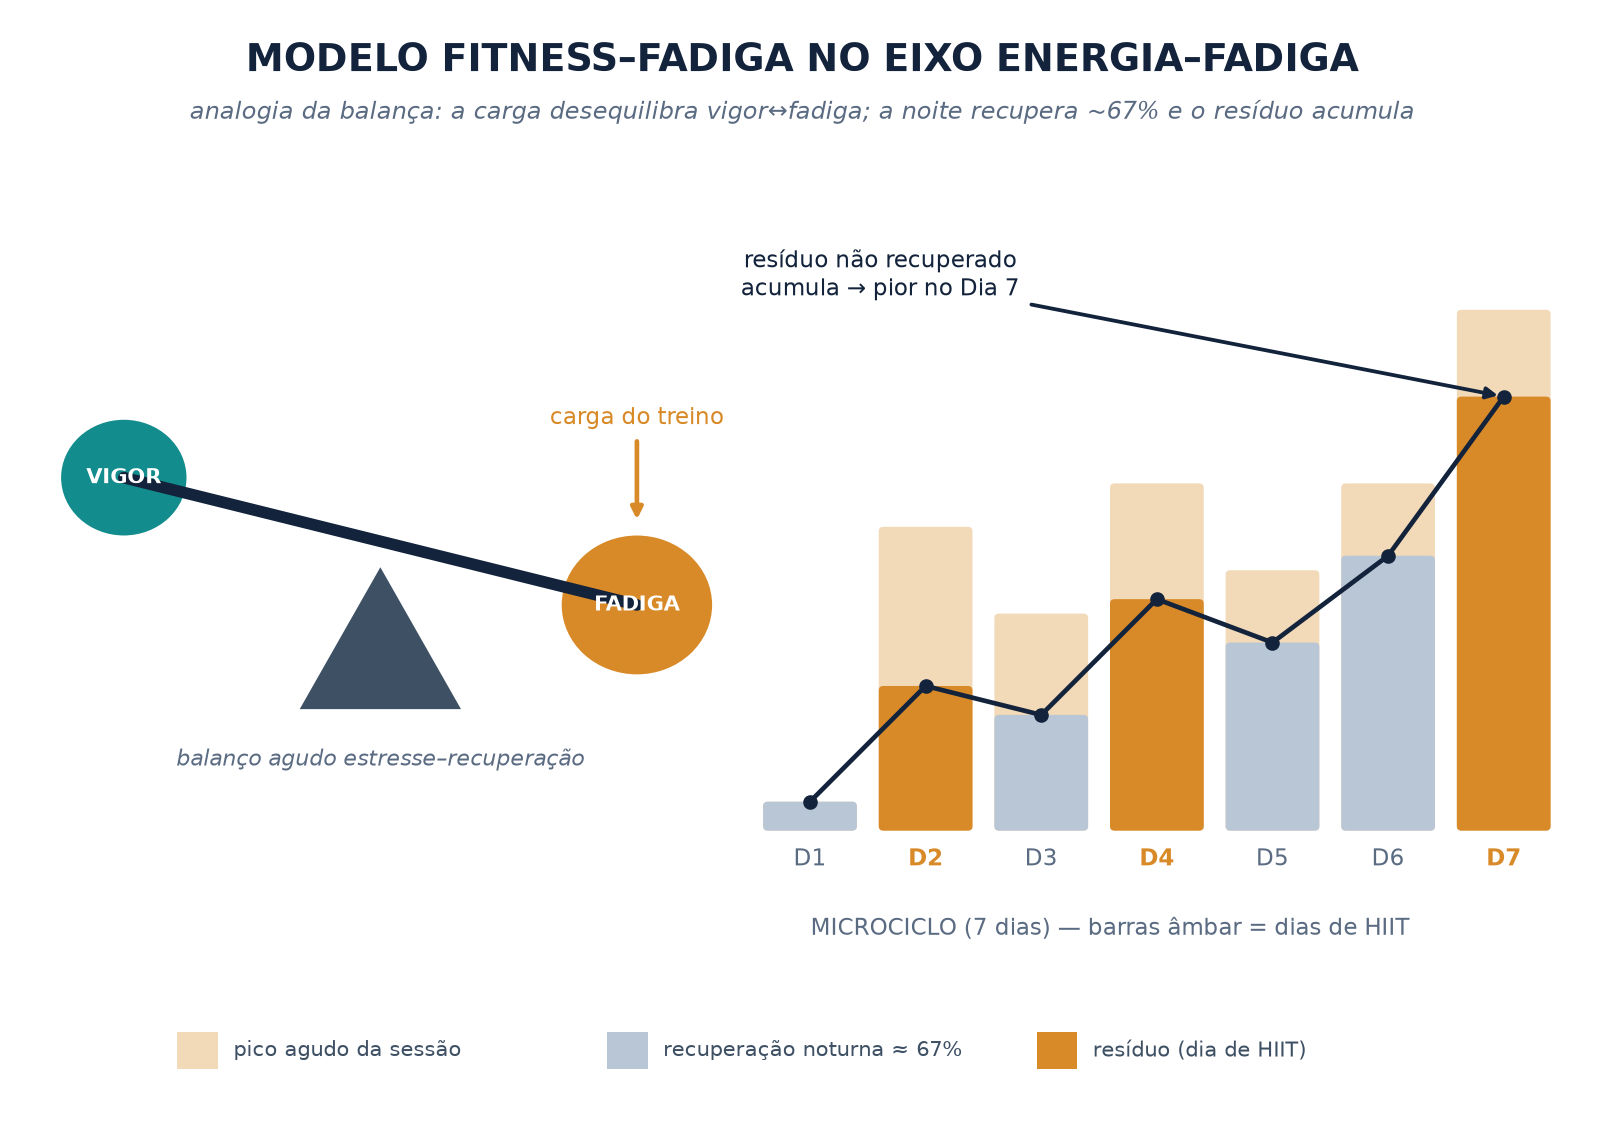 MODELO FITNESS–FADIGA NO EIXO ENERGIA–FADIGA
analogia da balança: a carga desequilibra vigor↔fadiga; a noite recupera ~67% e o resíduo acumula
resíduo não recuperado
acumula → pior no Dia 7
carga do treino
VIGOR
FADIGA
balanço agudo estresse–recuperação
D1 D2 D3 D4 D5 D6 D7
MICROCICLO (7 dias) — barras âmbar = dias de HIIT
pico agudo da sessão
recuperação noturna ≈ 67%
resíduo (dia de HIIT)